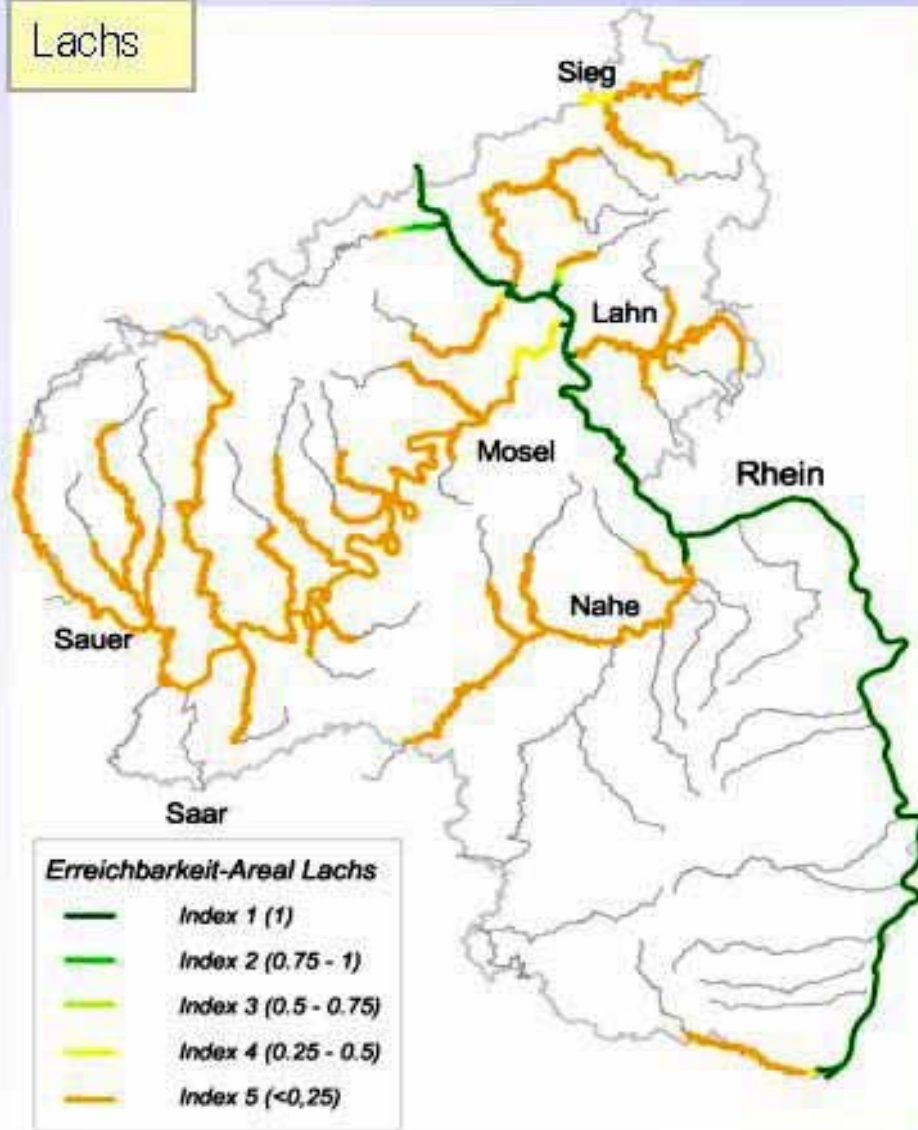 Lachs
Sieg
Lahn
Mosel
Rhein
Nahe
Sauer
Saar
Erreichbarkeit-Areal Lachs
Index 1 (1)
Index 2 (0.75 - 1)
Index 3 (0.5 - 0.75)
Index 4 (0.25 - 0.5)
Index 5 (<0,25)